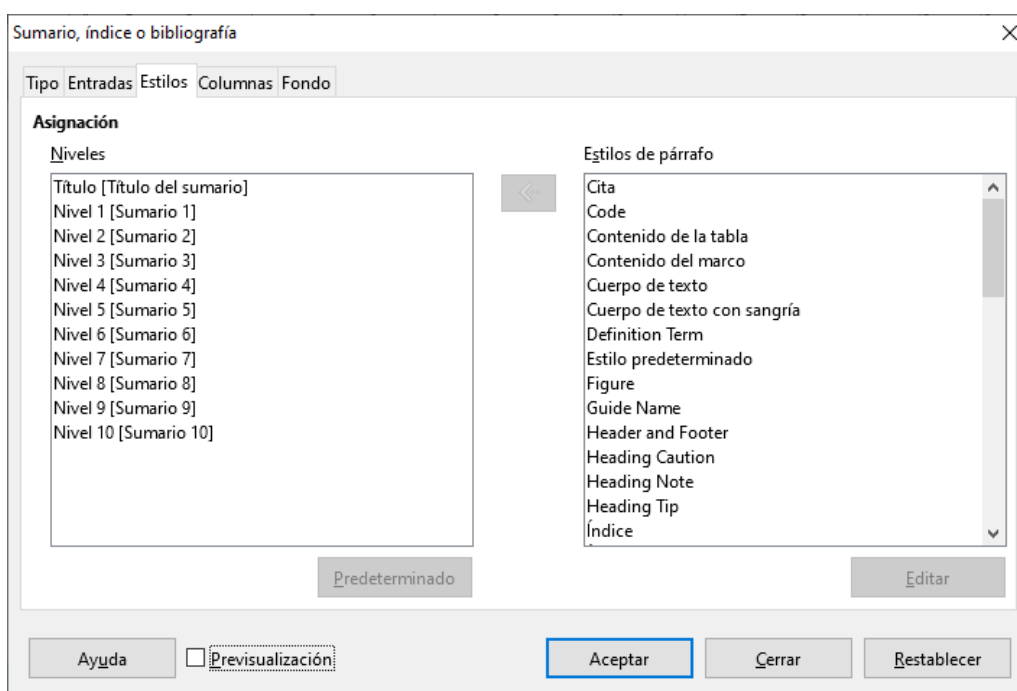 Sumario, índice o bibliografía
Tipo Entradas Estilos Columnas Fondo
Asignación
Niveles
Título [Título del sumario]
Nivel 1 [Sumario 1]
Nivel 2 [Sumario 2]
Nivel 3 [Sumario 3]
Nivel 4 [Sumario 4]
Nivel 5 [Sumario 5]
Nivel 6 [Sumario 6]
Nivel 7 [Sumario 7]
Nivel 8 [Sumario 8]
Nivel 9 [Sumario 9]
Nivel 10 [Sumario 10]
Predeterminado
Estilos de párrafo
Cita
Code
Contenido de la tabla
Contenido del marco
Cuerpo de texto
Cuerpo de texto con sangría
Definition Term
Estilo predeterminado
Figure
Guide Name
Header and Footer
Heading Caution
Heading Note
Heading Tip
Índice
Editar
Ayuda Previsualización Aceptar Cerrar Restablecer